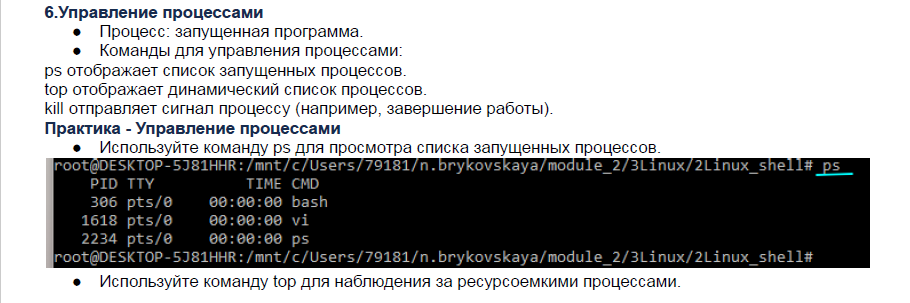 6.Управление процессами
● Процесс: запущенная программа.
● Команды для управления процессами:
ps отображает список запущенных процессов.
top отображает динамический список процессов.
kill отправляет сигнал процессу (например, завершение работы).
Практика - Управление процессами
● Используйте команду ps для просмотра списка запущенных процессов.
root@DESKTOP-5J81HHR:/mnt/c/Users/79181/n.brykovskaya/module_2/3Linux/2Linux_shell# ps
PID TTY TIME CMD
306 pts/0 00:00:00 bash
1618 pts/0 00:00:00 vi
2234 pts/0 00:00:00 ps
root@DESKTOP-5J81HHR:/mnt/c/Users/79181/n.brykovskaya/module_2/3Linux/2Linux_shell#
● Используйте команду top для наблюдения за ресурсоемкими процессами.